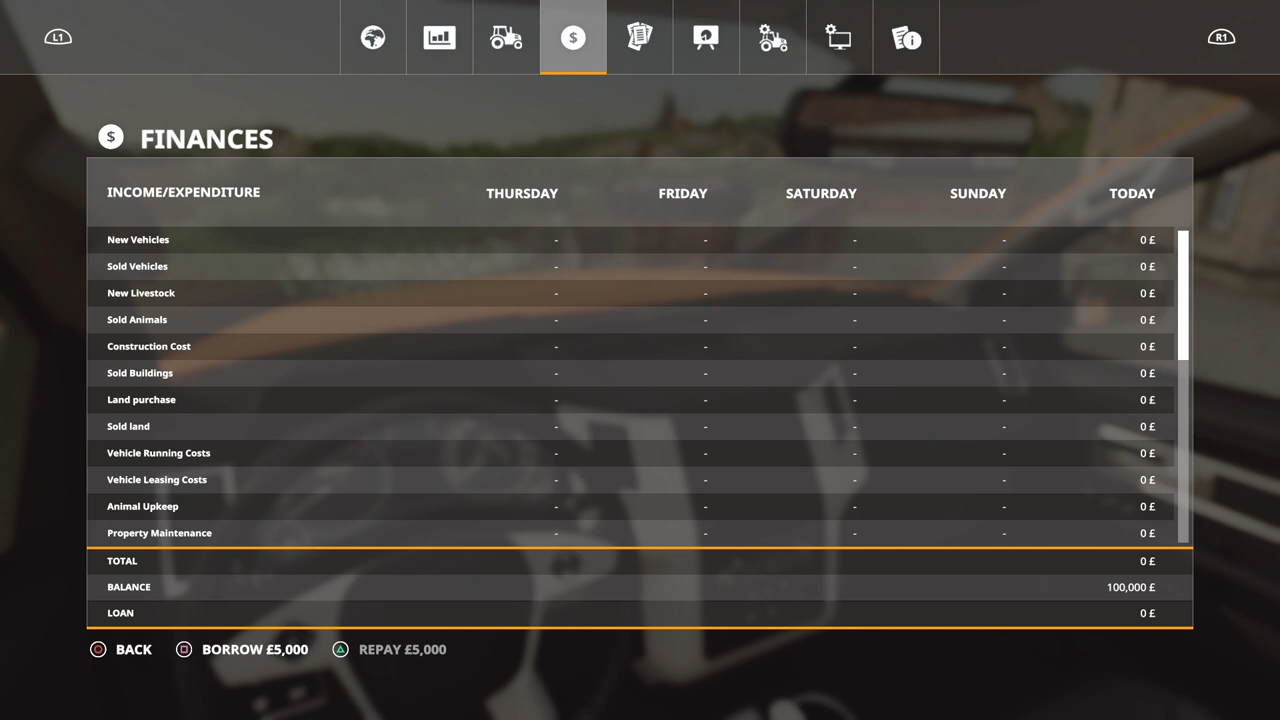 L1
R1
$
$ FINANCES
INCOME/EXPENDITURE THURSDAY FRIDAY SATURDAY SUNDAY TODAY
New Vehicles - - - - 0 £
Sold Vehicles - - - - 0 £
New Livestock - - - - 0 £
Sold Animals - - - - 0 £
Construction Cost - - - - 0 £
Sold Buildings - - - - 0 £
Land purchase - - - - 0 £
Sold land - - - - 0 £
Vehicle Running Costs - - - - 0 £
Vehicle Leasing Costs - - - - 0 £
Animal Upkeep - - - - 0 £
Property Maintenance - - - - 0 £
TOTAL 0 £
BALANCE 100,000 £
LOAN 0 £
BACK BORROW £5,000 REPAY £5,000